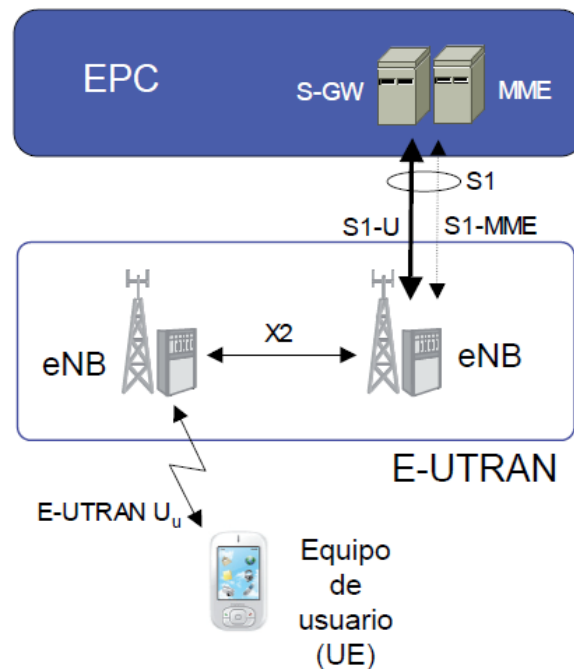 EPC
S-GW
MME
S1
S1-U
S1-MME
X2
eNB
eNB
E-UTRAN
E-UTRAN Uu
Equipo
de
usuario
(UE)